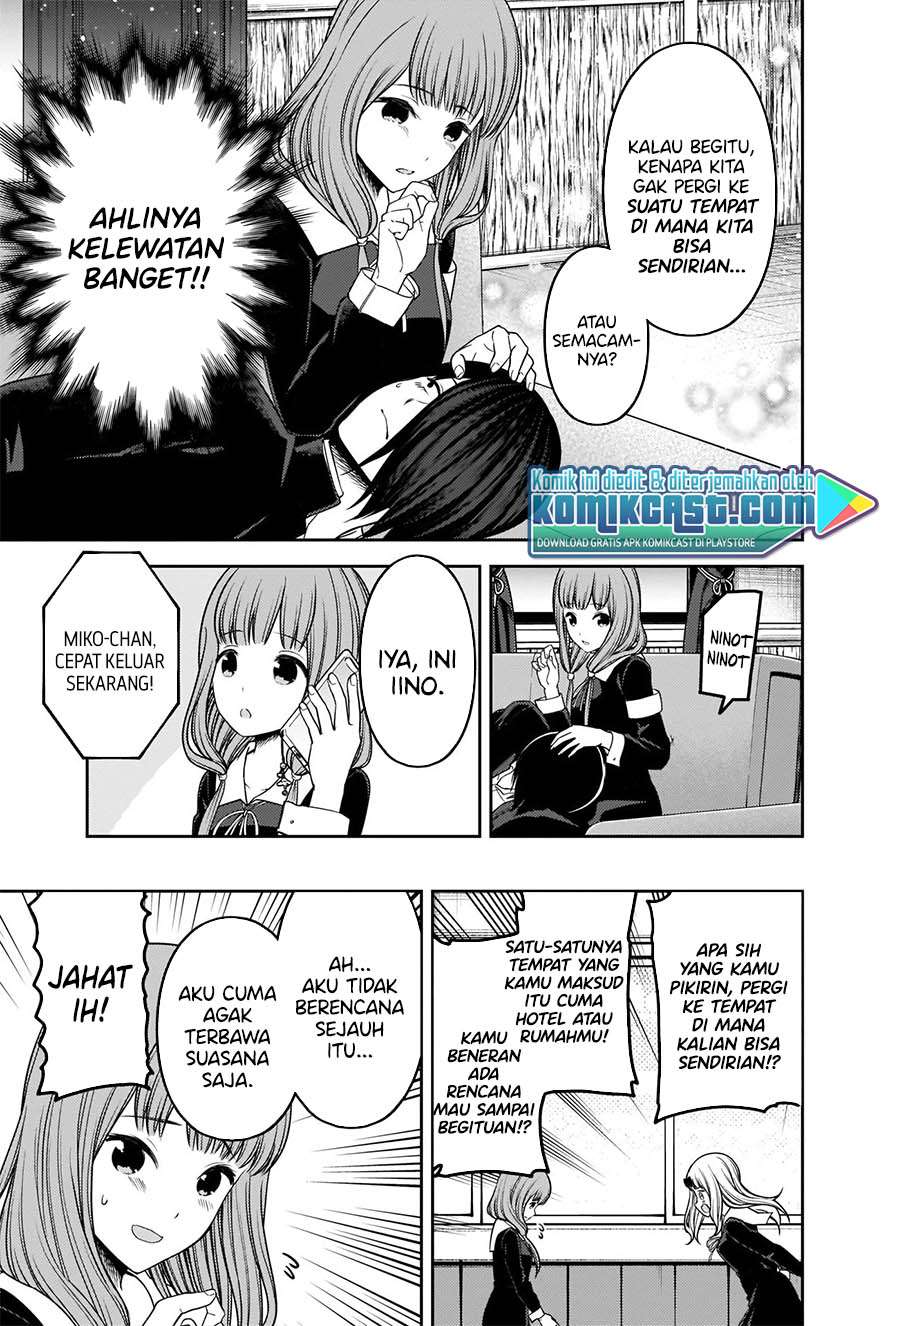 KALAU BEGITU,
KENAPA KITA
GAK PERGI KE
SUATU TEMPAT
DI MANA KITA
BISA
SENDIRIAN...
ATAU
SEMACAM-
NYA?
AHLINYA
KELEWATAN
BANGET!!
Komik ini diedit & diterjemahkan oleh
KOMIKCAST.COM
DOWNLOAD GRATIS APK KOMIKCAST DI PLAYSTORE
NINOT
NINOT
IYA, INI
IINO.
MIKO-CHAN,
CEPAT KELUAR
SEKARANG!
APA SIH
YANG KAMU
PIKIRIN, PERGI
KE TEMPAT
DI MANA
KALIAN BISA
SENDIRIAN!?
SATU-SATUNYA
TEMPAT YANG
KAMU MAKSUD
ITU CUMA
HOTEL ATAU
RUMAHMU!
KAMU
BENERAN
ADA
RENCANA
MAU SAMPAI
BEGITUAN!?
AH...
AKU TIDAK
BERENCANA
SEJAUH
ITU...
AKU CUMA
AGAK
TERBAWA
SUASANA
SAJA.
JAHAT
IH!